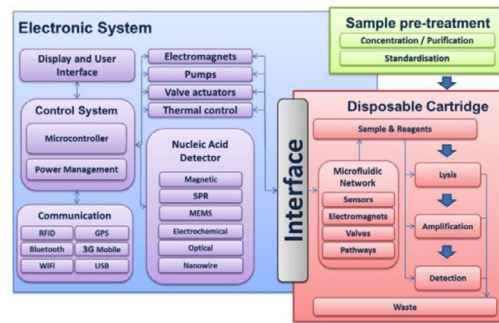 Electronic System
Display and User
Interface
Control System
Microcontroller
Power Management
Communication
RFID
GPS
Bluetooth
3G Mobile
WIFI
USB
Electromagnets
Pumps
Valve actuators
Thermal control
Nucleic Acid
Detector
Magnetic
SPR
MEMS
Electrochemical
Optical
Nanowire
Interface
Sample pre-treatment
Concentration / Purification
Standardisation
Disposable Cartridge
Sample & Reagents
Microfluidic
Network
Sensors
Electromagnets
Valves
Pathways
Lysis
Amplification
Detection
Waste